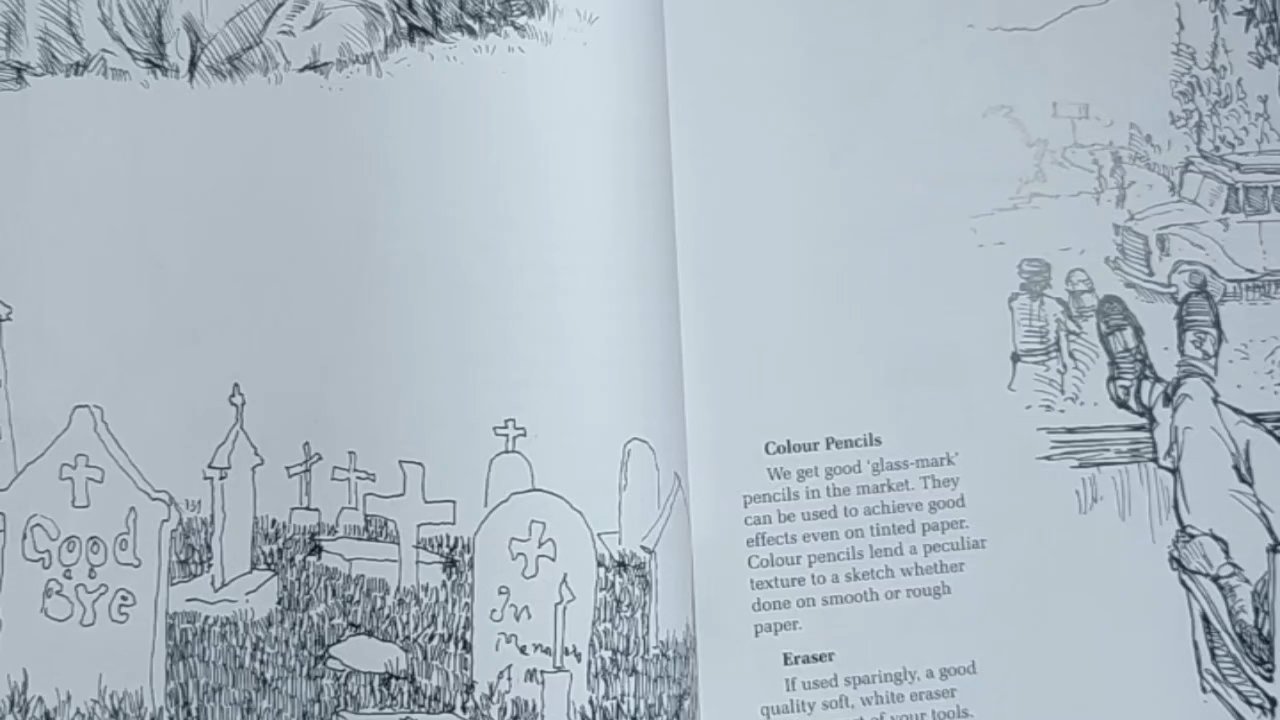 Good
Bye
In
Memory
Colour Pencils
We get good ‘glass-mark’
pencils in the market. They
can be used to achieve good
effects even on tinted paper.
Colour pencils lend a peculiar
texture to a sketch whether
done on smooth or rough
paper.
Eraser
If used sparingly, a good
quality soft, white eraser
of your tools.